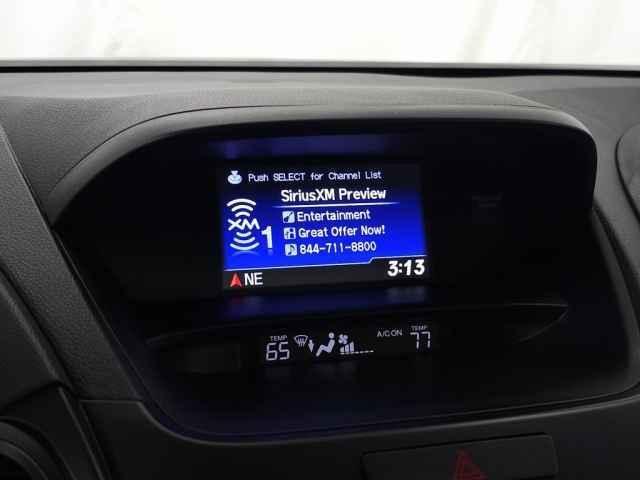 Push SELECT for Channel List
SiriusXM Preview
XM
1
Entertainment
Great Offer Now!
844-711-8800
NE
3:13
TEMP
65
A/C ON
TEMP
77